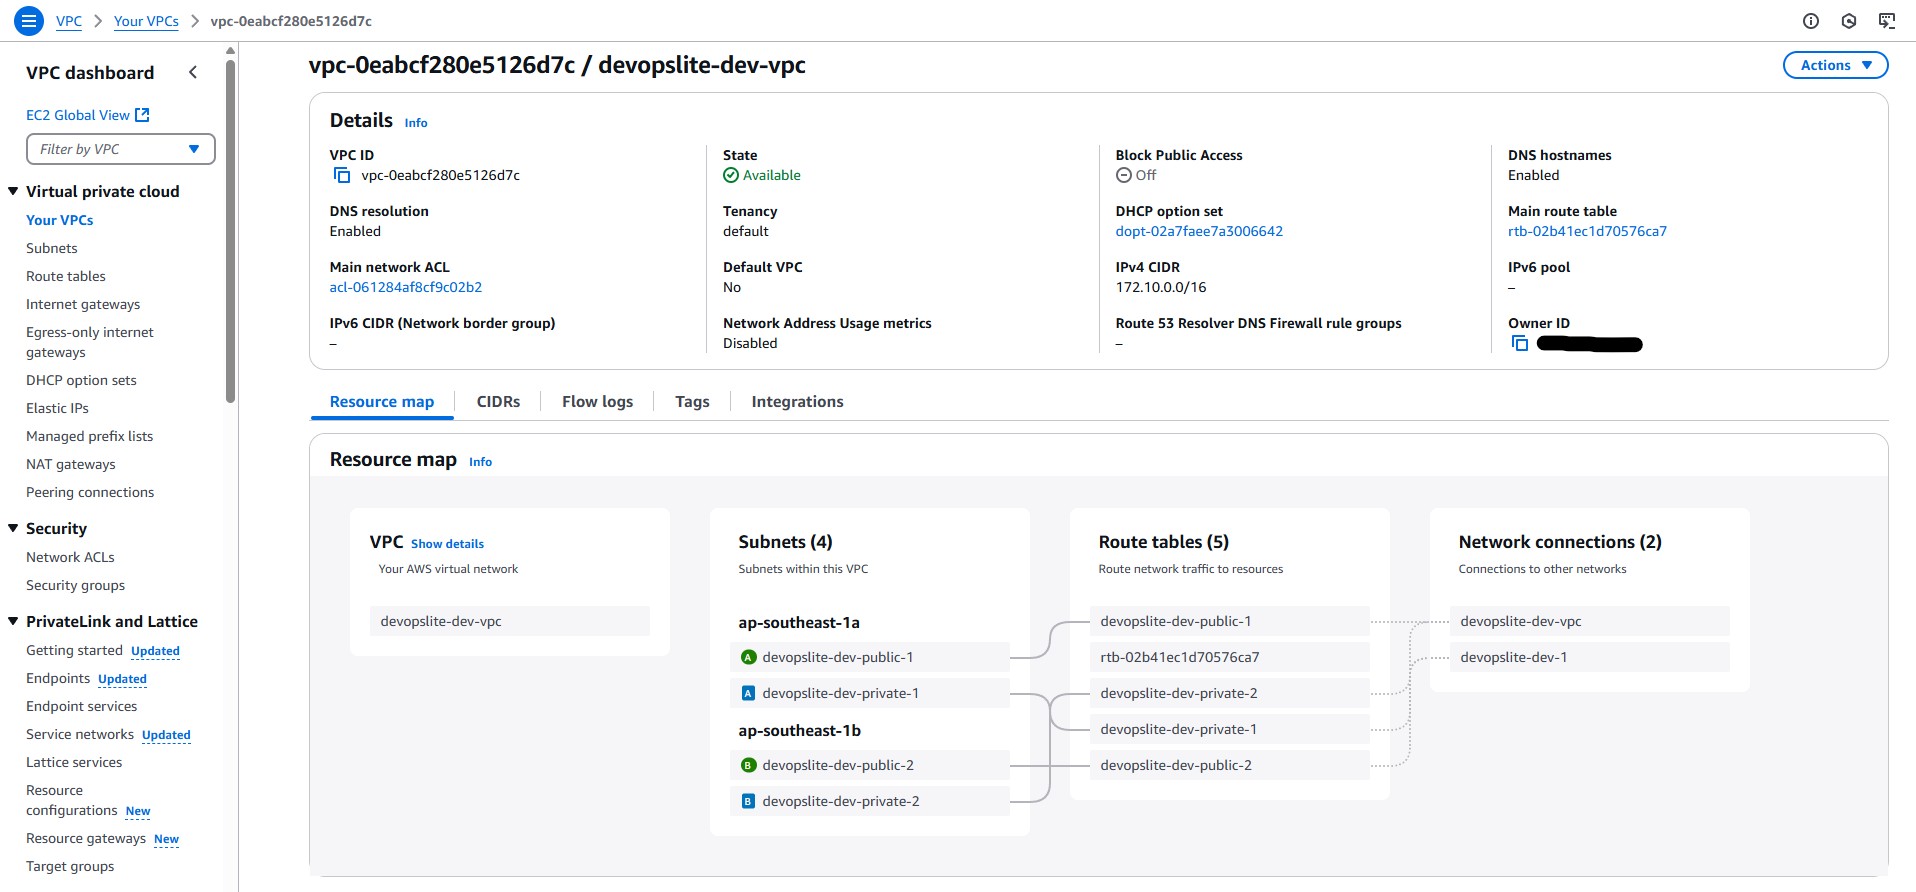 VPC > Your VPCs > vpc-0eabcf280e5126d7c
VPC dashboard
EC2 Global View
Filter by VPC
Virtual private cloud
Your VPCs
Subnets
Route tables
Internet gateways
Egress-only internet
gateways
DHCP option sets
Elastic IPs
Managed prefix lists
NAT gateways
Peering connections
Security
Network ACLs
Security groups
PrivateLink and Lattice
Getting started Updated
Endpoints Updated
Endpoint services
Service networks Updated
Lattice services
Resource
configurations New
Resource gateways New
Target groups
vpc-0eabcf280e5126d7c / devopslite-dev-vpc
Actions
Details Info
VPC ID
vpc-0eabcf280e5126d7c
State
Available
Block Public Access
Off
DNS hostnames
Enabled
DNS resolution
Enabled
Tenancy
default
DHCP option set
dopt-02a7faee7a3006642
Main route table
rtb-02b41ec1d70576ca7
Main network ACL
acl-061284af8cf9c02b2
Default VPC
No
IPv4 CIDR
172.10.0.0/16
IPv6 pool
–
IPv6 CIDR (Network border group)
–
Network Address Usage metrics
Disabled
Route 53 Resolver DNS Firewall rule groups
–
Owner ID
Resource map
CIDRs
Flow logs
Tags
Integrations
Resource map Info
VPC Show details
Your AWS virtual network
devopslite-dev-vpc
Subnets (4)
Subnets within this VPC
ap-southeast-1a
A devopslite-dev-public-1
A devopslite-dev-private-1
ap-southeast-1b
B devopslite-dev-public-2
B devopslite-dev-private-2
Route tables (5)
Route network traffic to resources
devopslite-dev-public-1
rtb-02b41ec1d70576ca7
devopslite-dev-private-2
devopslite-dev-private-1
devopslite-dev-public-2
Network connections (2)
Connections to other networks
devopslite-dev-vpc
devopslite-dev-1